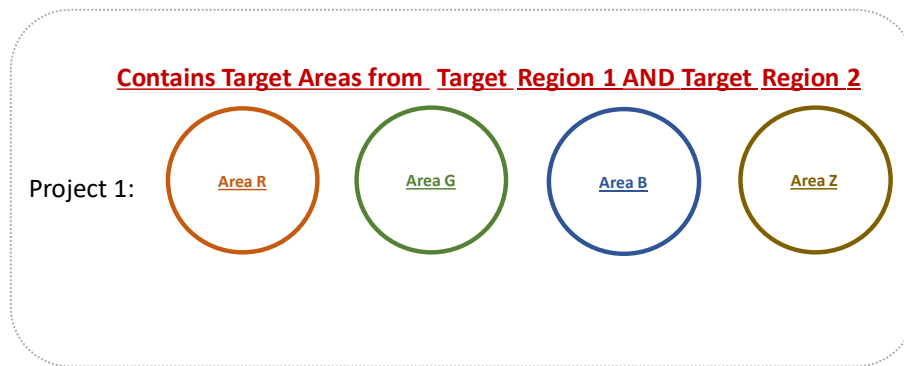 Contains Target Areas from Target Region 1 AND Target Region 2
Project 1:
Area R
Area G
Area B
Area Z